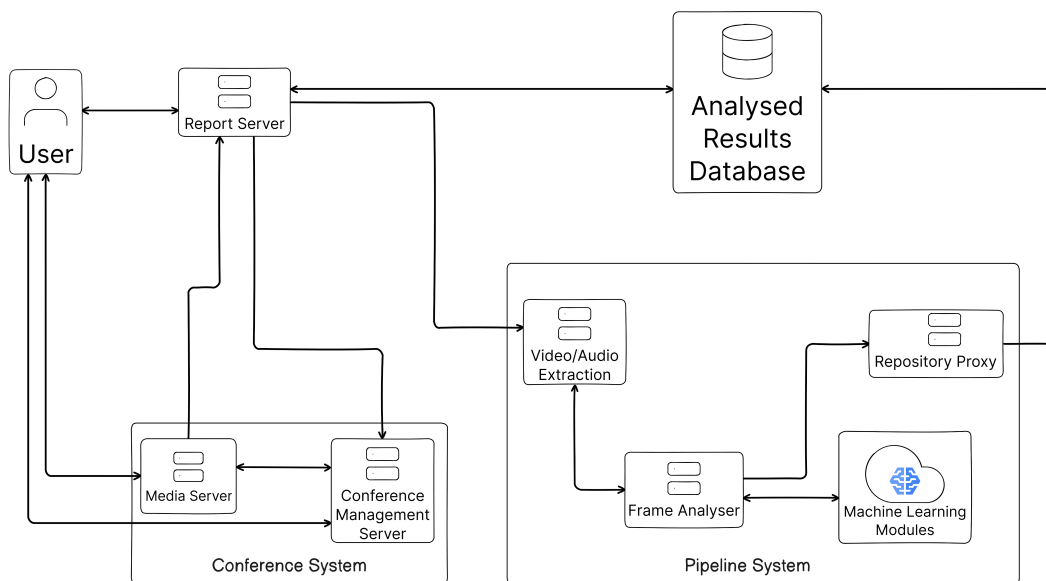 Analysed
Results
Database
Report Server
User
Video/Audio
Extraction
Repository Proxy
Media Server
Conference
Management
Server
Frame Analyser
Machine Learning
Modules
Conference System
Pipeline System